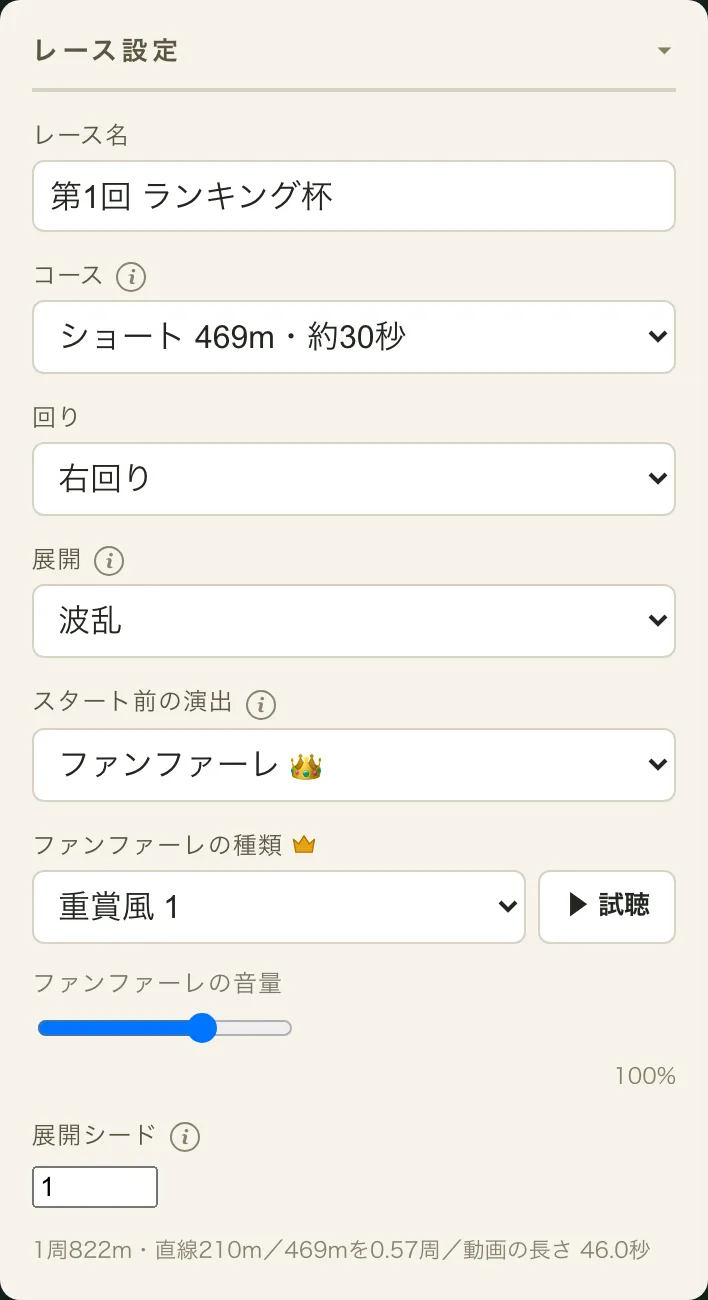 レース設定
レース名
第1回 ランキング杯
コース
ショート 469m・約30秒
回り
右回り
展開
波乱
スタート前の演出
ファンファーレ 👑
ファンファーレの種類
重賞風 1
▶ 試聴
ファンファーレの音量
100%
展開シード
1
1周822m・直線210m／469mを0.57周／動画の長さ 46.0秒